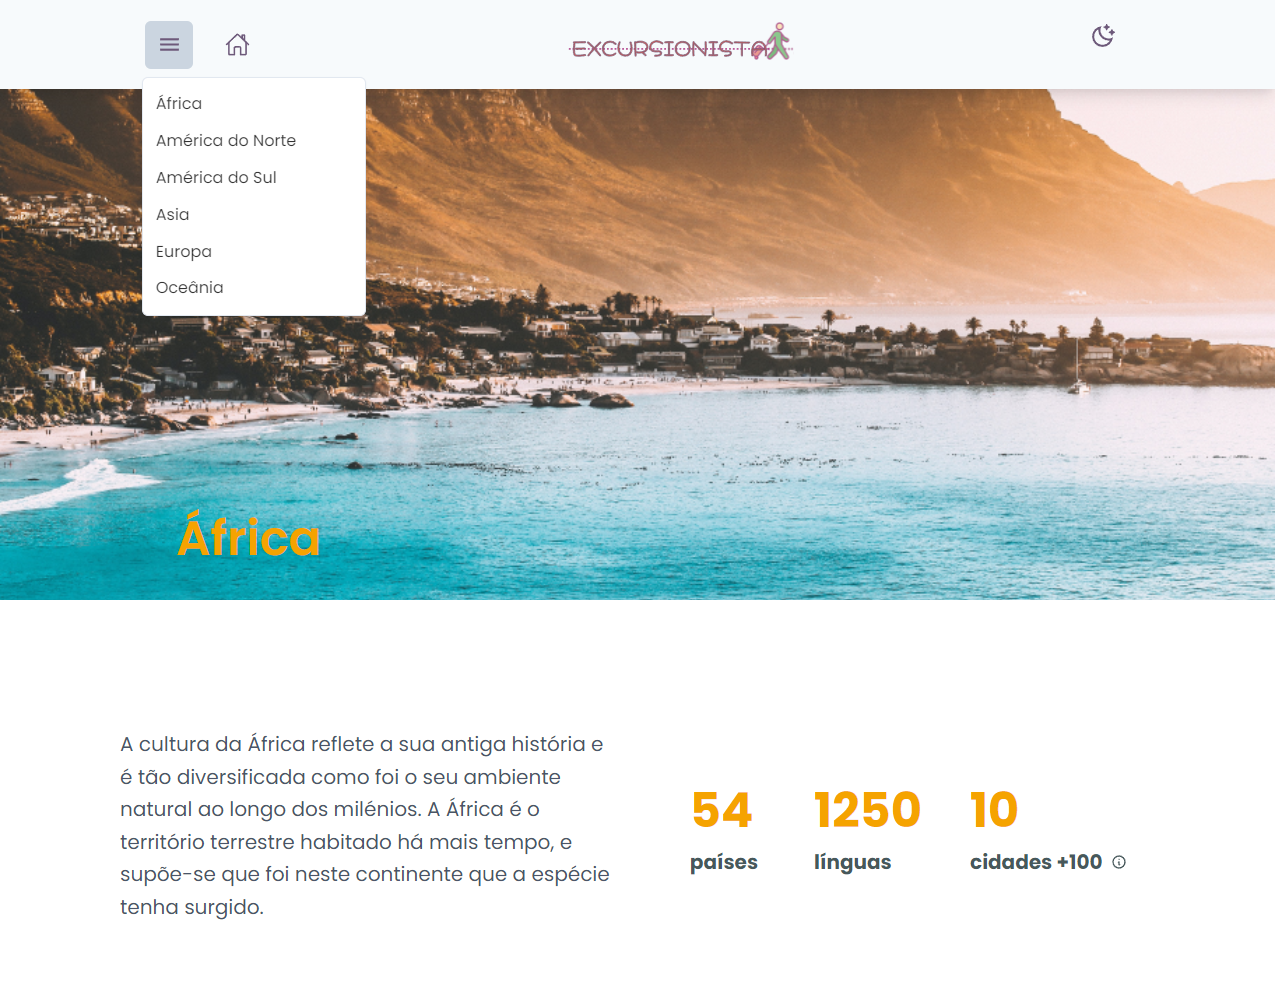 EXCURSIONISTA
África
América do Norte
América do Sul
Asia
Europa
Oceânia
África
A cultura da África reflete a sua antiga história e
é tão diversificada como foi o seu ambiente
natural ao longo dos milénios. A África é o
território terrestre habitado há mais tempo, e
supõe-se que foi neste continente que a espécie
tenha surgido.
54
países
1250
línguas
10
cidades +100